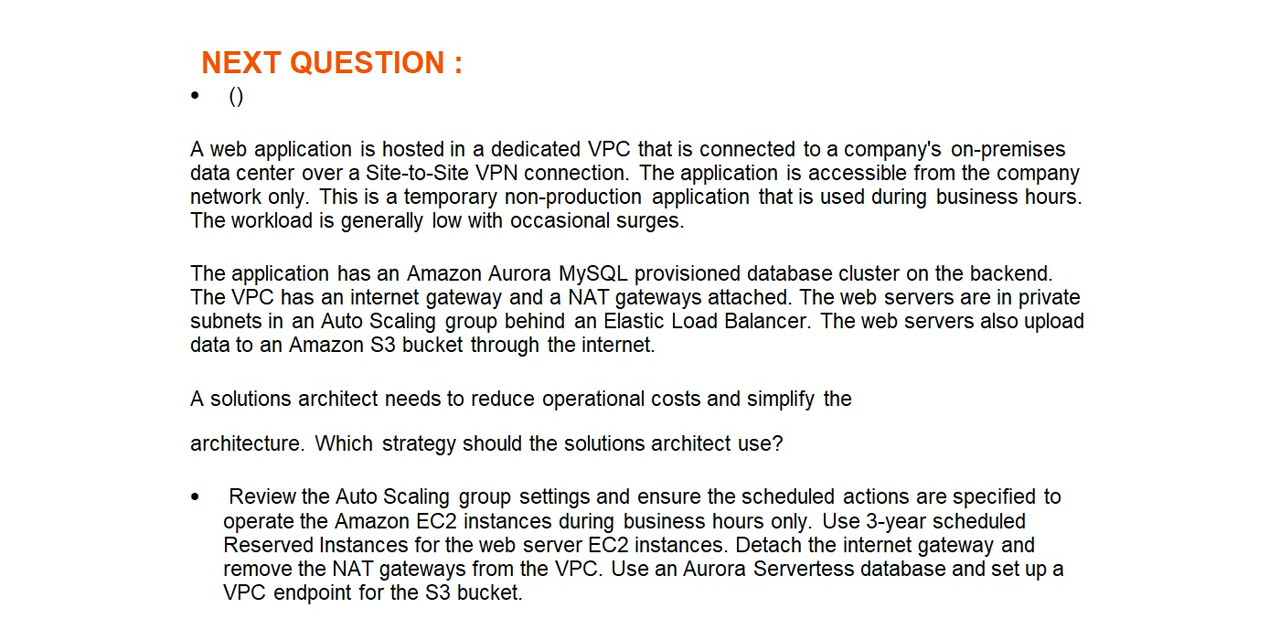 NEXT QUESTION :
• ()
A web application is hosted in a dedicated VPC that is connected to a company's on-premises
data center over a Site-to-Site VPN connection. The application is accessible from the company
network only. This is a temporary non-production application that is used during business hours.
The workload is generally low with occasional surges.
The application has an Amazon Aurora MySQL provisioned database cluster on the backend.
The VPC has an internet gateway and a NAT gateways attached. The web servers are in private
subnets in an Auto Scaling group behind an Elastic Load Balancer. The web servers also upload
data to an Amazon S3 bucket through the internet.
A solutions architect needs to reduce operational costs and simplify the
architecture. Which strategy should the solutions architect use?
• Review the Auto Scaling group settings and ensure the scheduled actions are specified to
operate the Amazon EC2 instances during business hours only. Use 3-year scheduled
Reserved Instances for the web server EC2 instances. Detach the internet gateway and
remove the NAT gateways from the VPC. Use an Aurora Servertess database and set up a
VPC endpoint for the S3 bucket.